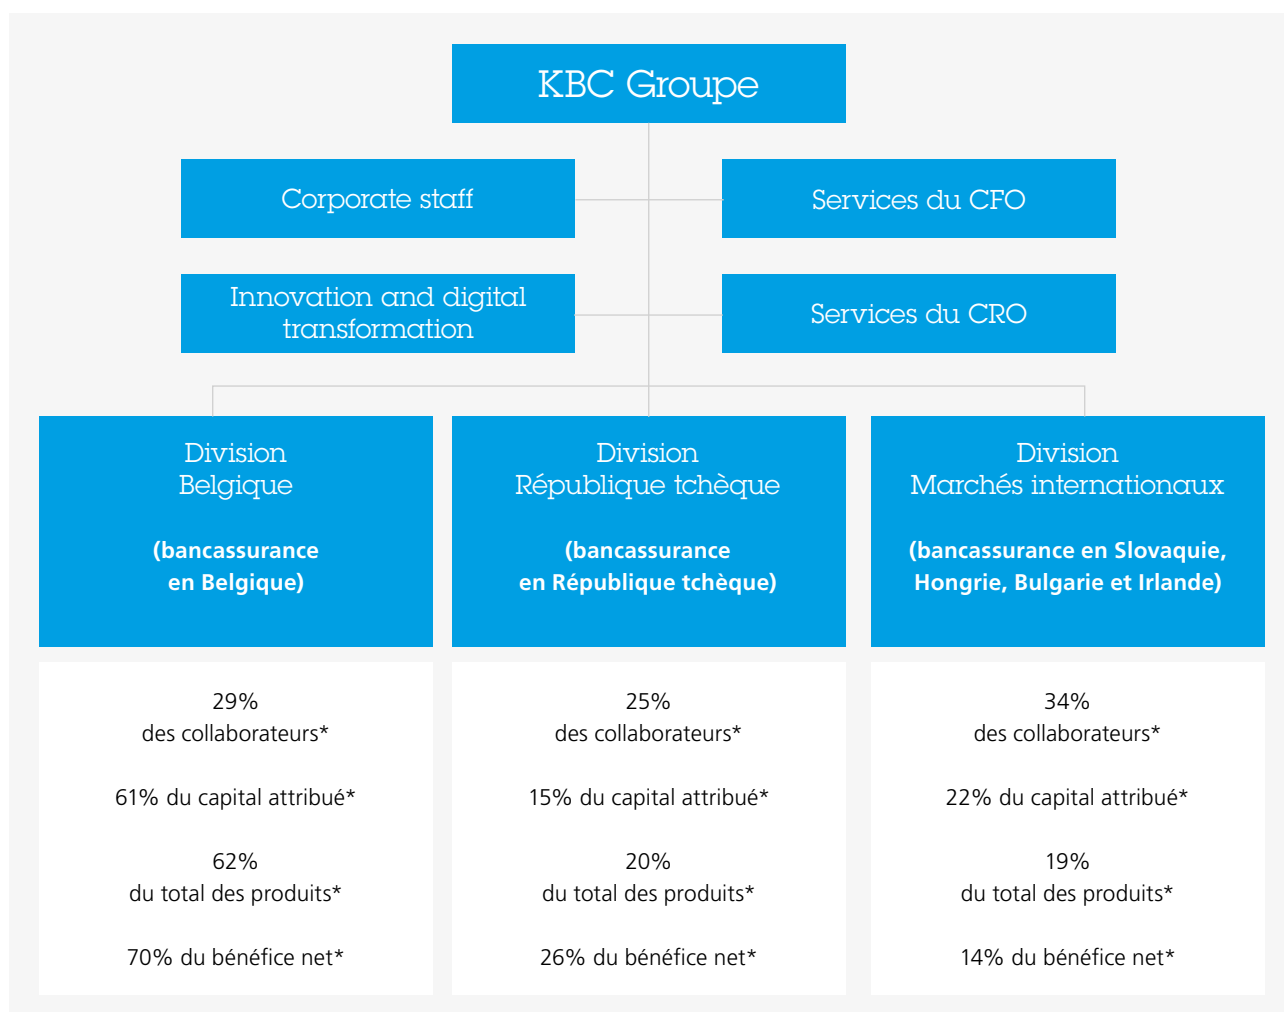 KBC Groupe
Corporate staff
Services du CFO
Innovation and digital
transformation
Services du CRO
Division
Belgique
(bancassurance
en Belgique)
29%
des collaborateurs*
61% du capital attribué*
62%
du total des produits*
70% du bénéfice net*
Division
République tchèque
(bancassurance
en République tchèque)
25%
des collaborateurs*
15% du capital attribué*
20%
du total des produits*
26% du bénéfice net*
Division
Marchés internationaux
(bancassurance en Slovaquie,
Hongrie, Bulgarie et Irlande)
34%
des collaborateurs*
22% du capital attribué*
19%
du total des produits*
14% du bénéfice net*